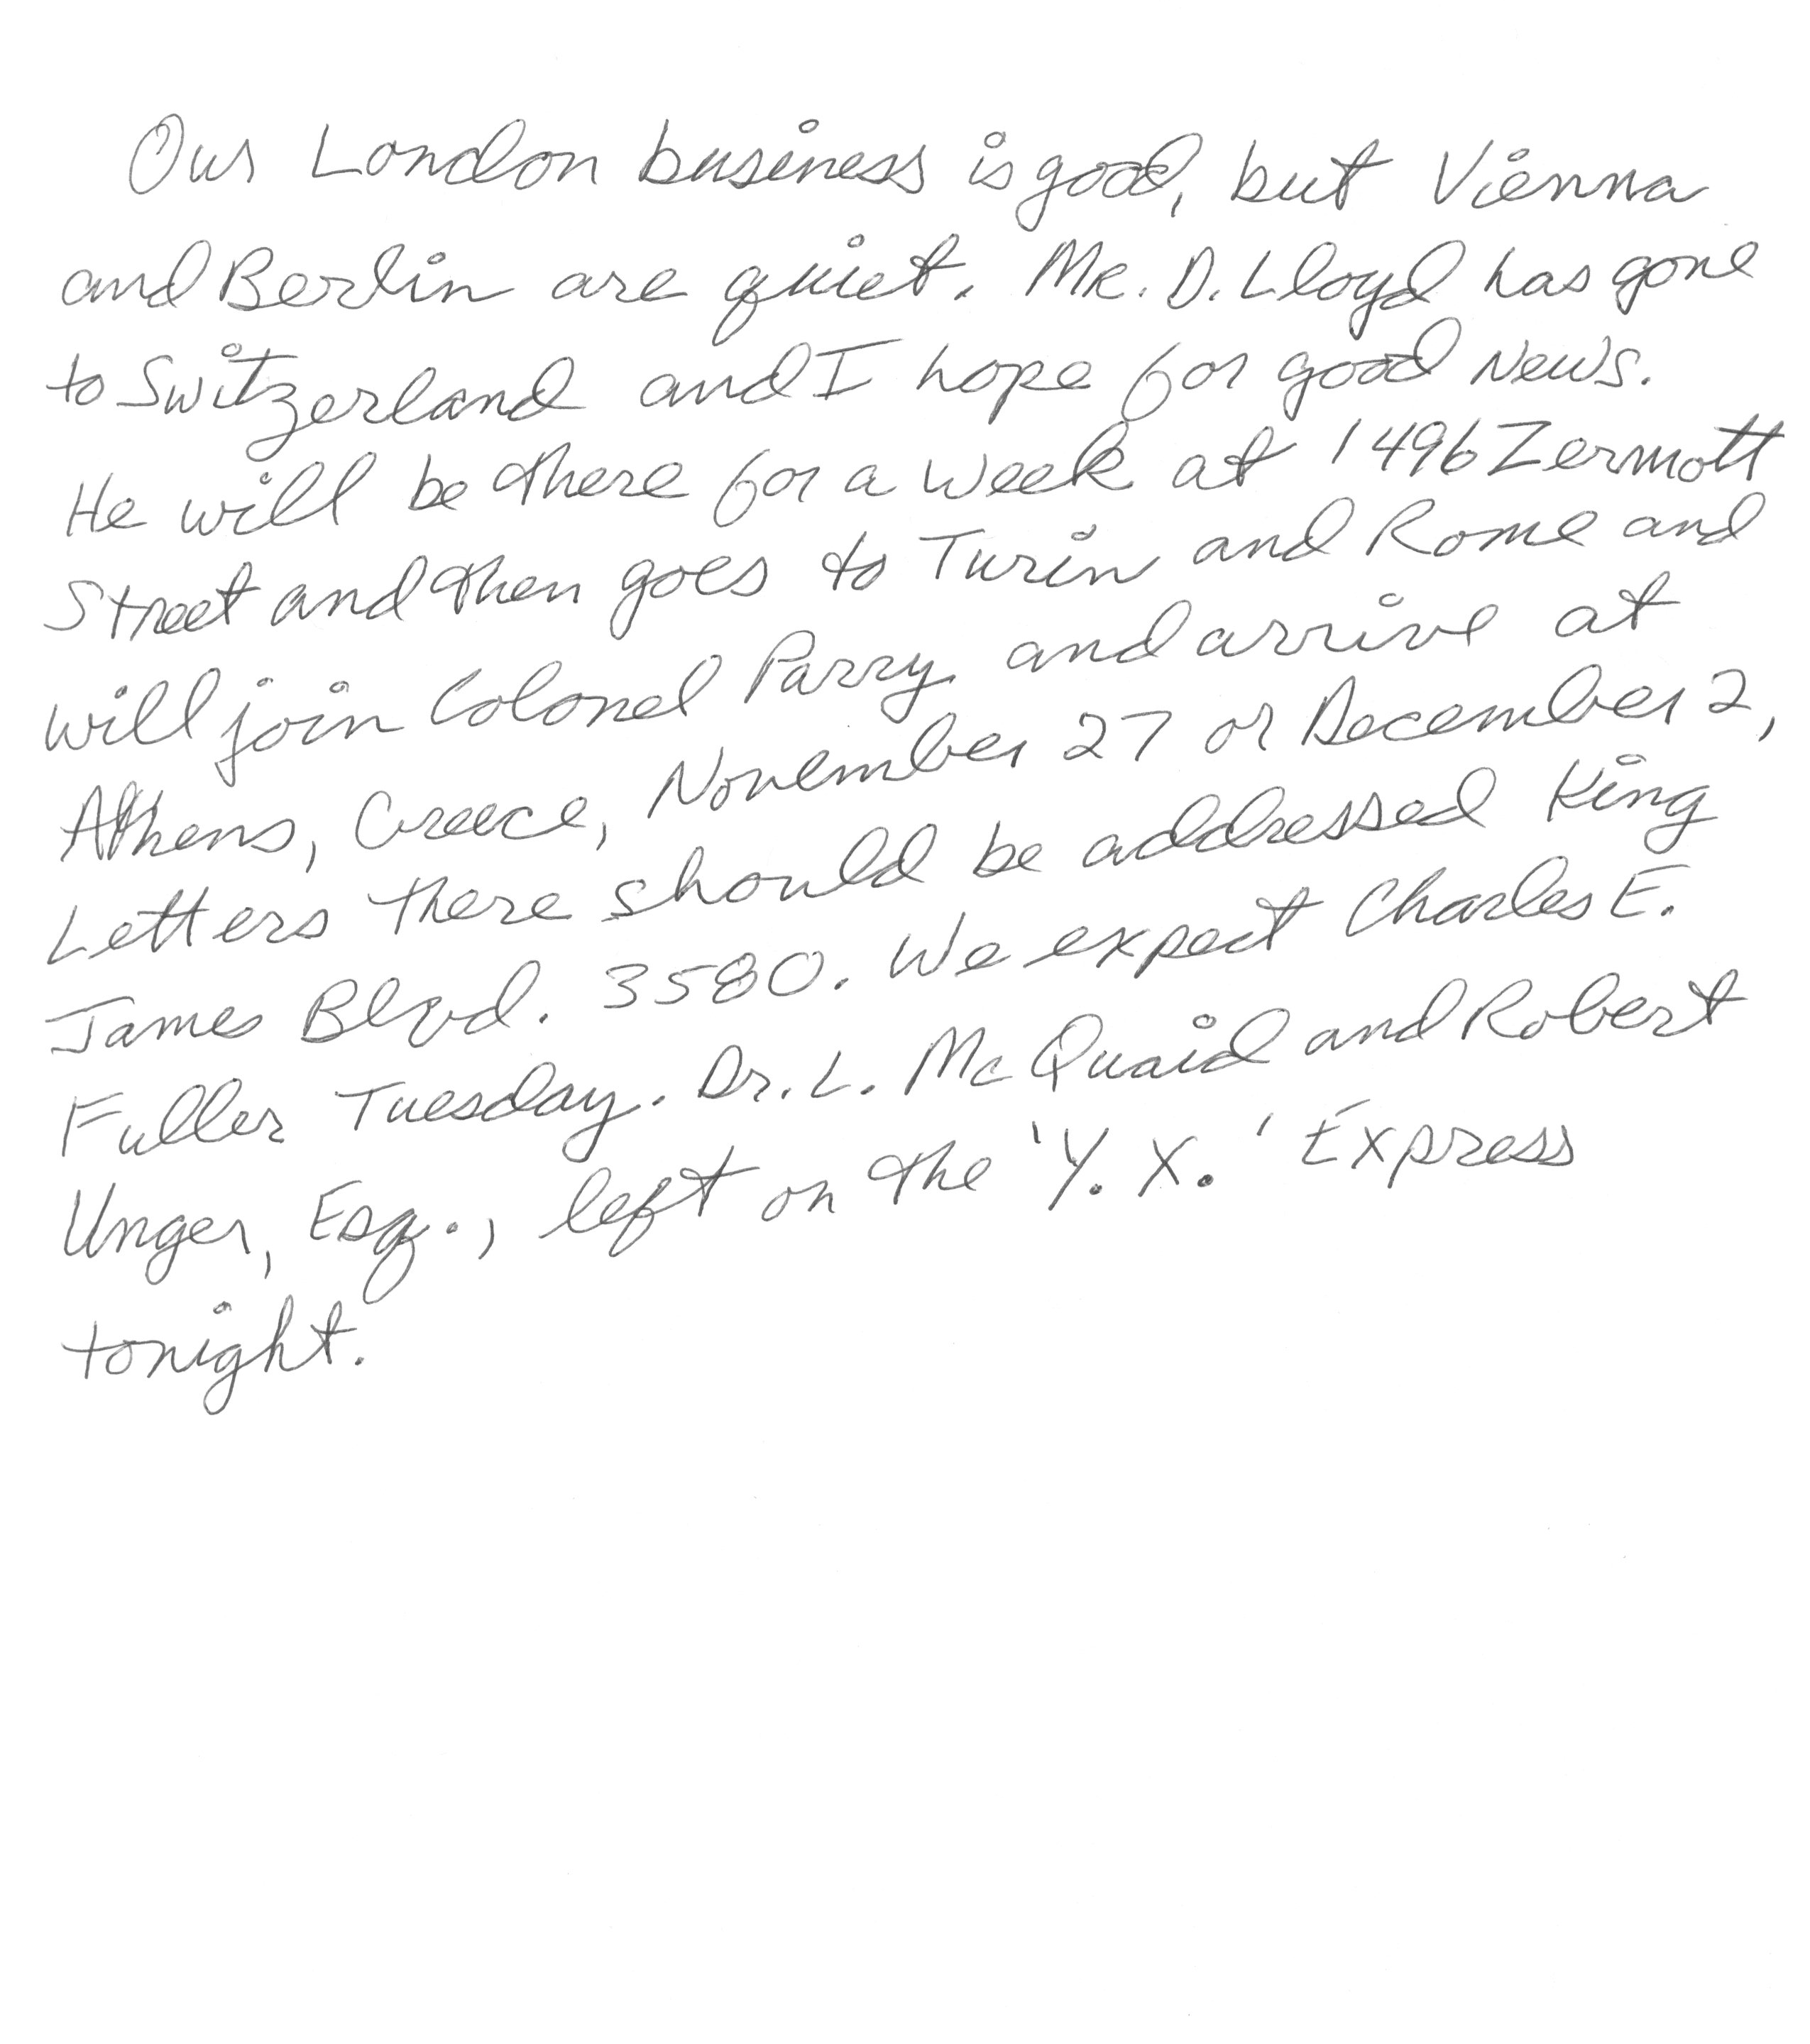 Our London business is good, but Vienna
and Berlin are quiet. Mr. D. Lloyd has gone
to Switzerland and I hope for good news.
He will be there for a week at 1496 Zermott
Street and then goes to Turin and Rome and
will join Colonel Parry and arrive at
Athens, Greece, November 27 or December 2,
Letters there should be addressed King
James Blvd. 3580. We expect Charles E.
Fuller Tuesday. Dr. L. McQuaid and Robert
Unger, Esq., left on the 'Y. X.' Express
tonight.